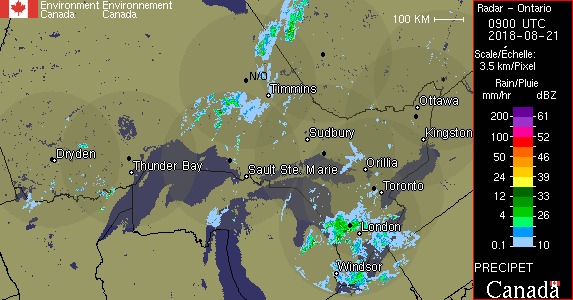 Environment Environnement
Canada Canada
100 KM
N/O
Timmins
Ottawa
Sudbury
Kingston
Dryden
Thunder Bay
Sault Ste. Marie
Orillia
Toronto
London
Windsor
Radar - Ontario
0900 UTC
2018-08-21
Scale/Échelle:
3.5 km/Pixel
Rain/Pluie
mm/hr dBZ
200 61
100 55
50 52
50 46
24 39
12 33
4 26
0.1 10
PRECIPET
Canada